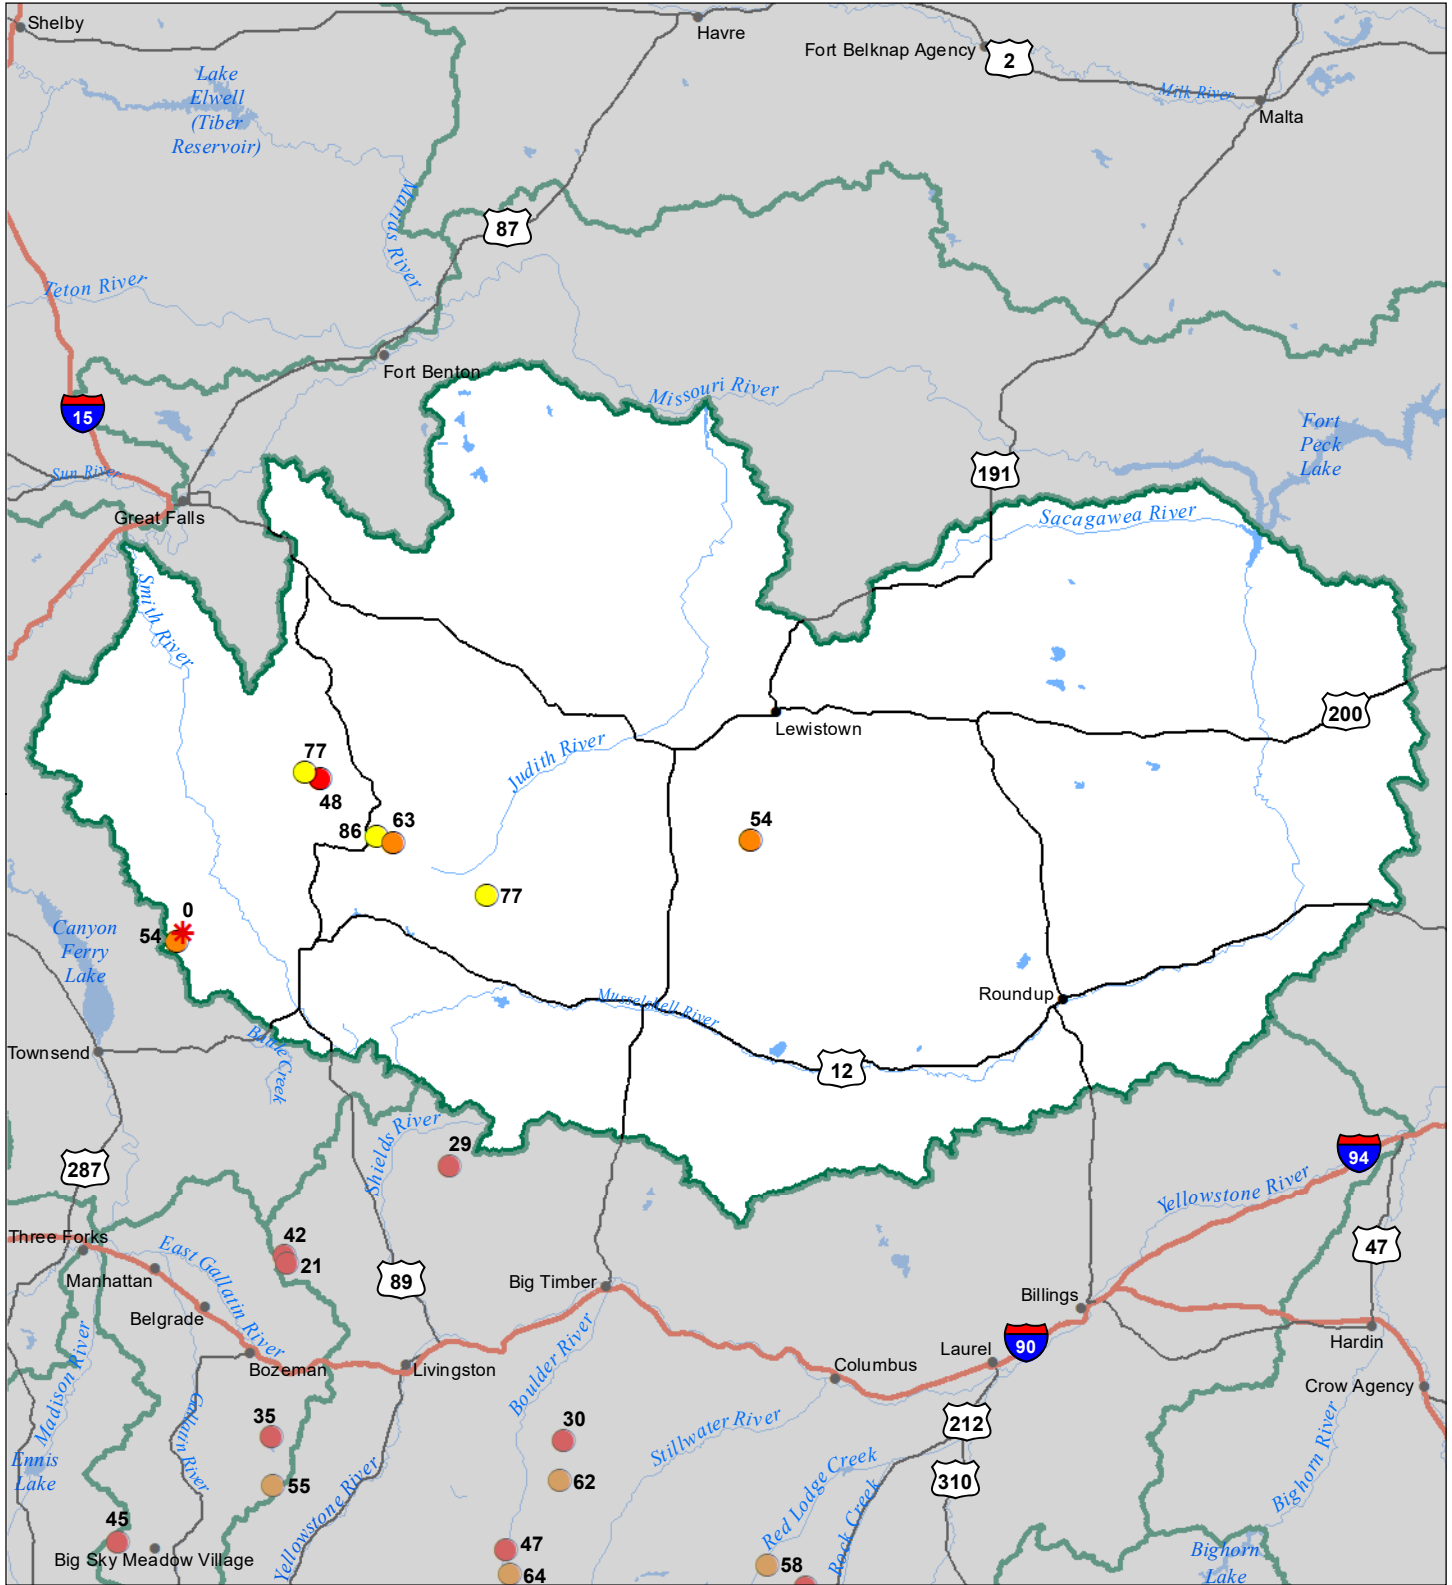 Shelby
Havre
Fort Belknap Agency
2
Lake
Elwell
(Tiber
Reservoir)
Milk River
Malta
Marias River
87
Teton River
Fort Benton
Missouri River
15
Fort
Peck
Lake
Sun River
191
Great Falls
Sacagawea River
Smith River
200
Lewistown
Judith River
77
48
86
63
54
77
0
54
Canyon
Ferry
Lake
Roundup
Musselshell River
Townsend
Battle Creek
12
Shields River
29
94
287
Yellowstone River
Three Forks
42
21
47
East Gallatin River
Manhattan
89
Big Timber
Billings
Belgrade
Madison River
Bozeman
Livingston
Boulder River
Columbus
Laurel
90
Hardin
Crow Agency
Gallatin River
35
30
Stillwater River
212
Ennis
Lake
55
62
Red Lodge Creek
310
Bighorn River
Yellowstone River
45
47
Rock Creek
Big Sky Meadow Village
64
58
Bighorn
Lake